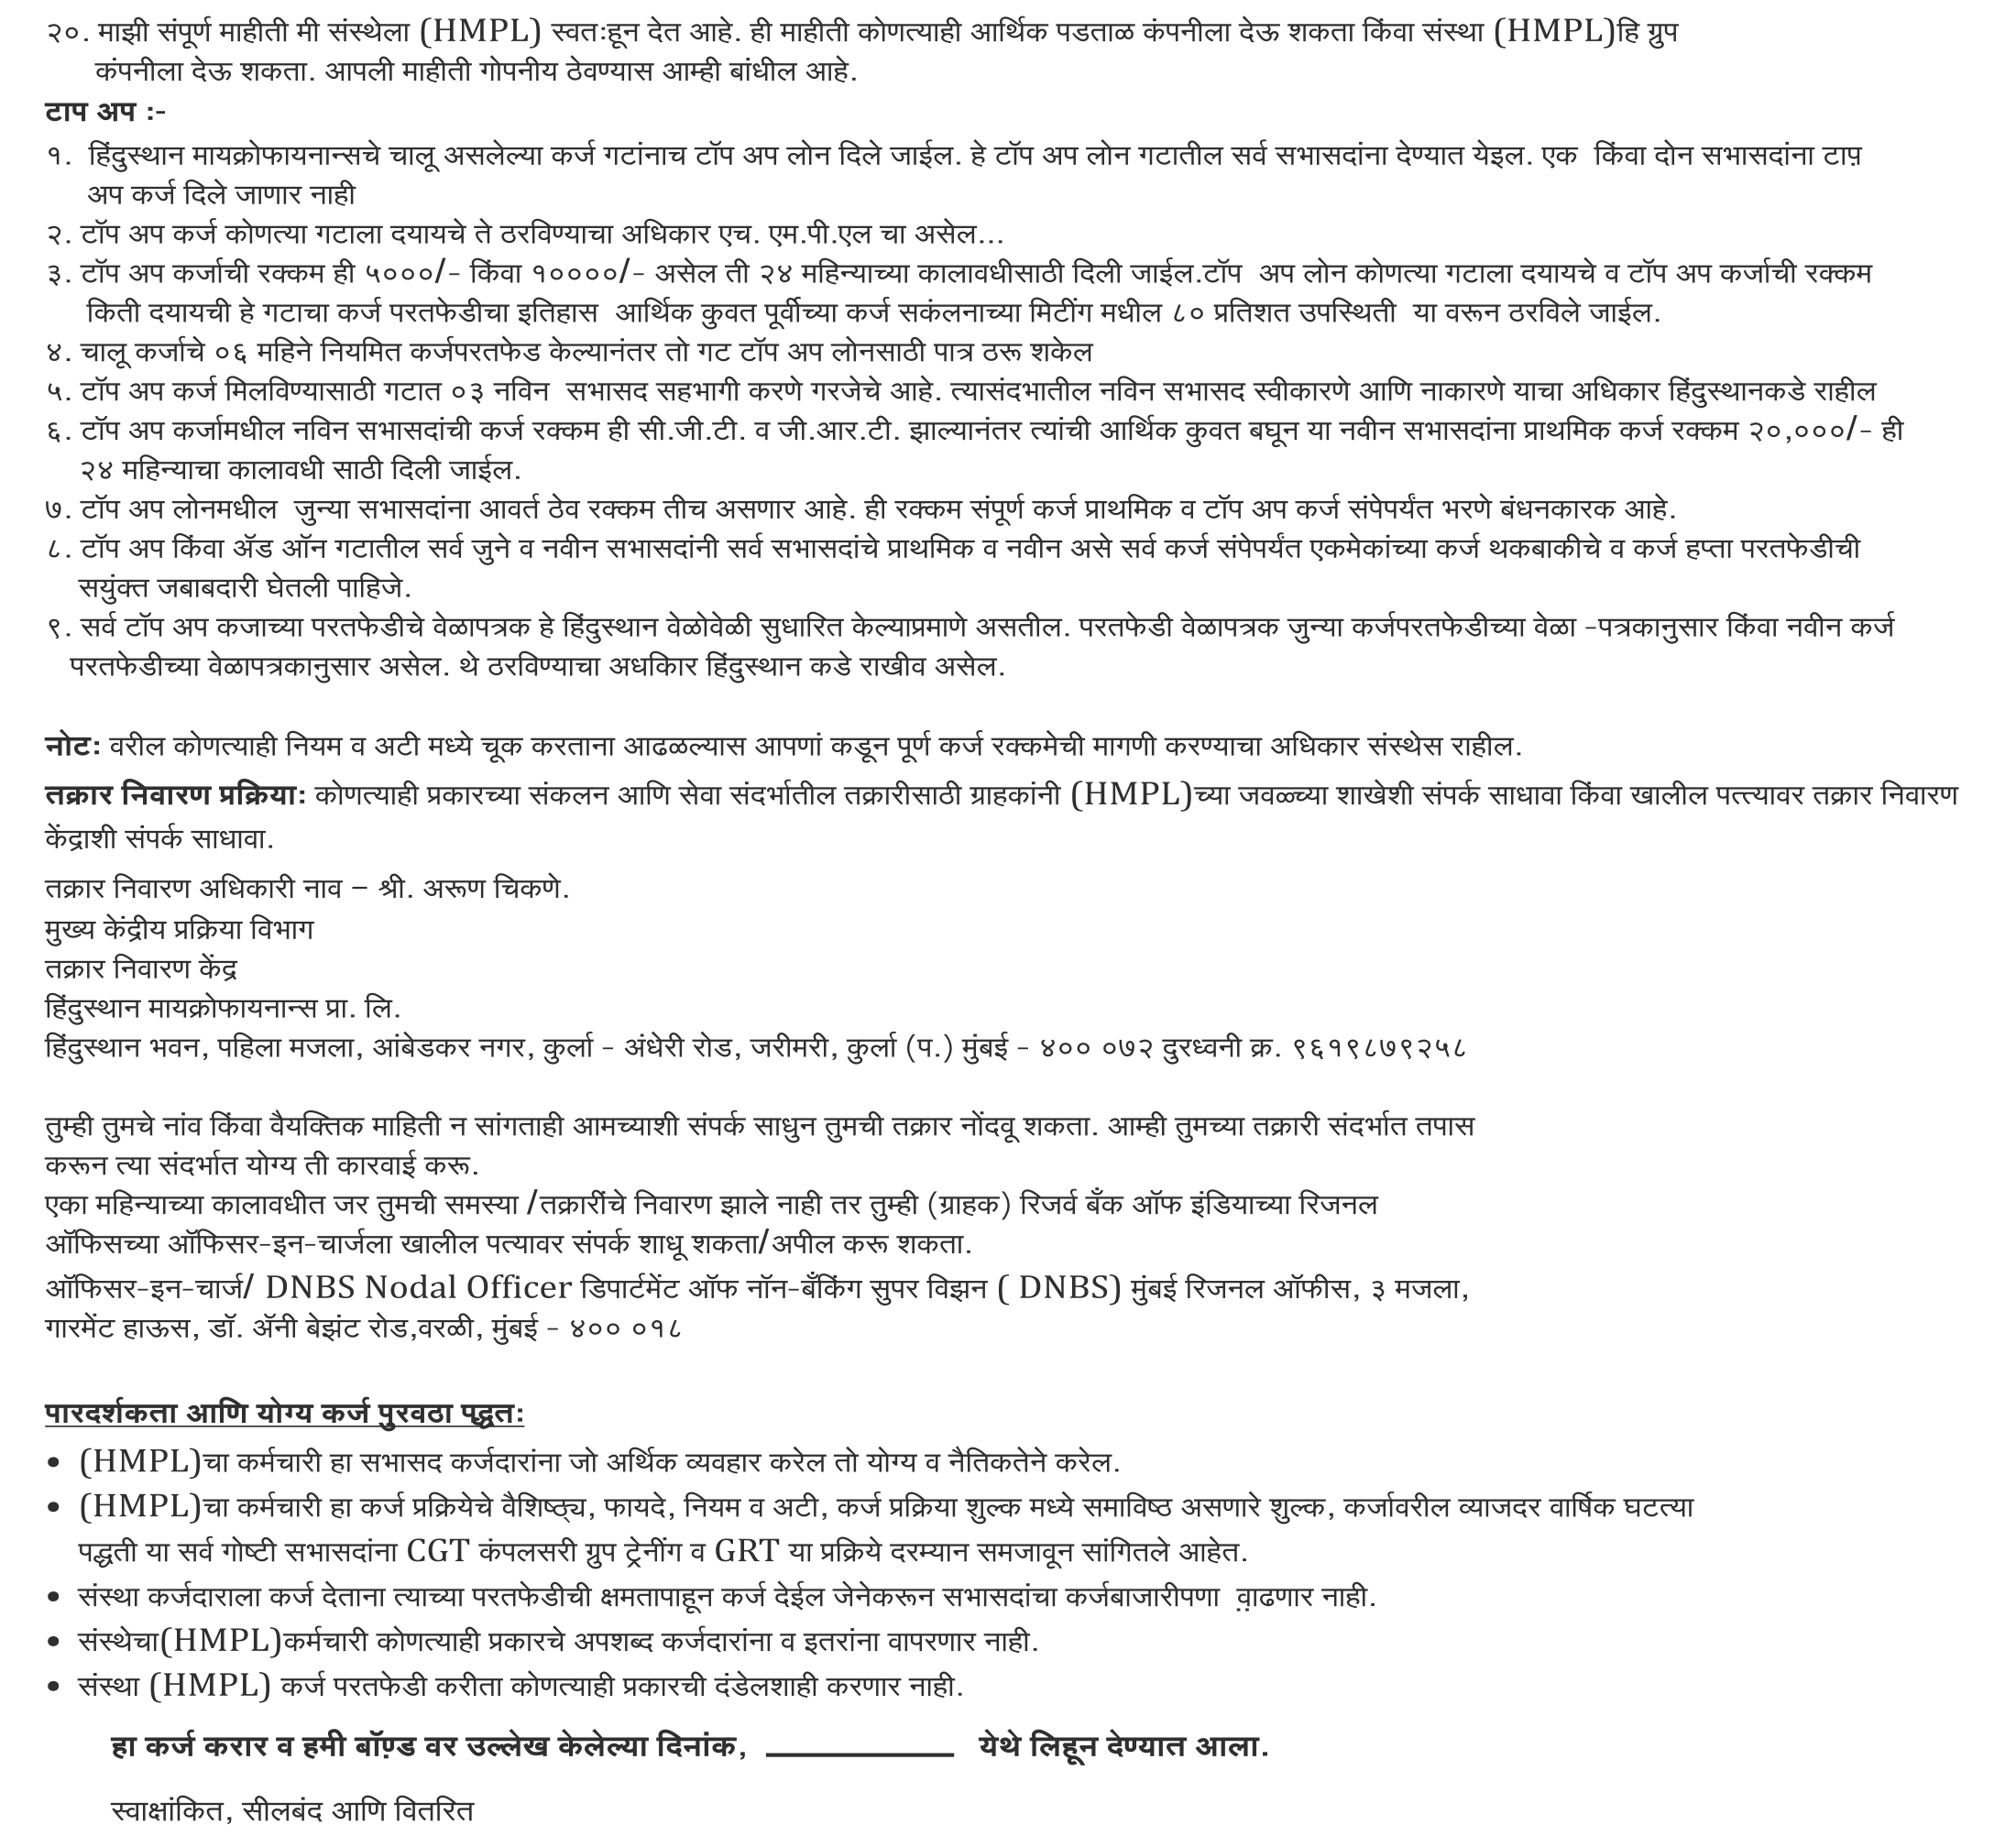 २०. माझी संपूर्ण माहीती मी संस्थेला (HMPL) स्वतःहून देत आहे. ही माहीती कोणत्याही आर्थिक पडताळ कंपनीला देऊ शकता किंवा संस्था (HMPL)हि ग्रुप
कंपनीला देऊ शकता. आपली माहीती गोपनीय ठेवण्यास आम्ही बांधील आहे.
टाप अप :-
१. हिंदुस्थान मायक्रोफायनान्सचे चालू असलेल्या कर्ज गटांनाच टॉप अप लोन दिले जाईल. हे टॉप अप लोन गटातील सर्व सभासदांना देण्यात येइल. एक किंवा दोन सभासदांना टाप़
अप कर्ज दिले जाणार नाही
२. टॉप अप कर्ज कोणत्या गटाला दयायचे ते ठरविण्याचा अधिकार एच. एम.पी.एल चा असेल...
३. टॉप अप कर्जाची रक्कम ही ५०००/- किंवा १००००/- असेल ती २४ महिन्याच्या कालावधीसाठी दिली जाईल.टॉप अप लोन कोणत्या गटाला दयायचे व टॉप अप कर्जाची रक्कम
किती दयायची हे गटाचा कर्ज परतफेडीचा इतिहास आर्थिक कुवत पूर्वीच्या कर्ज सकंलनाच्या मिटींग मधील ८० प्रतिशत उपस्थिती या वरून ठरविले जाईल.
४. चालू कर्जाचे ०६ महिने नियमित कर्जपरतफेड केल्यानंतर तो गट टॉप अप लोनसाठी पात्र ठरू शकेल
५. टॉप अप कर्ज मिलविण्यासाठी गटात ०३ नविन सभासद सहभागी करणे गरजेचे आहे. त्यासंदभातील नविन सभासद स्वीकारणे आणि नाकारणे याचा अधिकार हिंदुस्थानकडे राहील
६. टॉप अप कर्जामधील नविन सभासदांची कर्ज रक्कम ही सी.जी.टी. व जी.आर.टी. झाल्यानंतर त्यांची आर्थिक कुवत बघून या नवीन सभासदांना प्राथमिक कर्ज रक्कम २०,०००/- ही
२४ महिन्याचा कालावधी साठी दिली जाईल.
७. टॉप अप लोनमधील जुन्या सभासदांना आवर्त ठेव रक्कम तीच असणार आहे. ही रक्कम संपूर्ण कर्ज प्राथमिक व टॉप अप कर्ज संपेपर्यंत भरणे बंधनकारक आहे.
८. टॉप अप किंवा ॲड ऑन गटातील सर्व जुने व नवीन सभासदांनी सर्व सभासदांचे प्राथमिक व नवीन असे सर्व कर्ज संपेपर्यंत एकमेकांच्या कर्ज थकबाकीचे व कर्ज हप्ता परतफेडीची
सयुंक्त जबाबदारी घेतली पाहिजे.
९. सर्व टॉप अप कजाच्या परतफेडीचे वेळापत्रक हे हिंदुस्थान वेळोवेळी सुधारित केल्याप्रमाणे असतील. परतफेडी वेळापत्रक जुन्या कर्जपरतफेडीच्या वेळा -पत्रकानुसार किंवा नवीन कर्ज
परतफेडीच्या वेळापत्रकानुसार असेल. थे ठरविण्याचा अधकिार हिंदुस्थान कडे राखीव असेल.
नोट: वरील कोणत्याही नियम व अटी मध्ये चूक करताना आढळल्यास आपणां कडून पूर्ण कर्ज रक्कमेची मागणी करण्याचा अधिकार संस्थेस राहील.
तक्रार निवारण प्रक्रिया: कोणत्याही प्रकारच्या संकलन आणि सेवा संदर्भातील तक्रारीसाठी ग्राहकांनी (HMPL)च्या जवळच्या शाखेशी संपर्क साधावा किंवा खालील पत्त्यावर तक्रार निवारण
केंद्राशी संपर्क साधावा.
तक्रार निवारण अधिकारी नाव – श्री. अरूण चिकणे.
मुख्य केंद्रीय प्रक्रिया विभाग
तक्रार निवारण केंद्र
हिंदुस्थान मायक्रोफायनान्स प्रा. लि.
हिंदुस्थान भवन, पहिला मजला, आंबेडकर नगर, कुर्ला - अंधेरी रोड, जरीमरी, कुर्ला (प.) मुंबई - ४०० ०७२ दुरध्वनी क्र. ९६१९८७९२५८
तुम्ही तुमचे नांव किंवा वैयक्तिक माहिती न सांगताही आमच्याशी संपर्क साधुन तुमची तक्रार नोंदवू शकता. आम्ही तुमच्या तक्रारी संदर्भात तपास
करून त्या संदर्भात योग्य ती कारवाई करू.
एका महिन्याच्या कालावधीत जर तुमची समस्या /तक्रारींचे निवारण झाले नाही तर तुम्ही (ग्राहक) रिजर्व बँक ऑफ इंडियाच्या रिजनल
ऑफिसच्या ऑफिसर-इन-चार्जला खालील पत्यावर संपर्क शाधू शकता/अपील करू शकता.
ऑफिसर-इन-चार्ज/ DNBS Nodal Officer डिपार्टमेंट ऑफ नॉन-बँकिंग सुपर विझन ( DNBS) मुंबई रिजनल ऑफीस, ३ मजला,
गारमेंट हाऊस, डॉ. ॲनी बेझंट रोड,वरळी, मुंबई - ४०० ०१८
पारदर्शकता आणि योग्य कर्ज पुरवठा पद्धत:
• (HMPL)चा कर्मचारी हा सभासद कर्जदारांना जो अर्थिक व्यवहार करेल तो योग्य व नैतिकतेने करेल.
• (HMPL)चा कर्मचारी हा कर्ज प्रक्रियेचे वैशिष्ठ्य, फायदे, नियम व अटी, कर्ज प्रक्रिया शुल्क मध्ये समाविष्ठ असणारे शुल्क, कर्जावरील व्याजदर वार्षिक घटत्या
पद्धती या सर्व गोष्टी सभासदांना CGT कंपलसरी ग्रुप ट्रेनींग व GRT या प्रक्रिये दरम्यान समजावून सांगितले आहेत.
• संस्था कर्जदाराला कर्ज देताना त्याच्या परतफेडीची क्षमतापाहून कर्ज देईल जेनेकरून सभासदांचा कर्जबाजारीपणा वाढणार नाही.
• संस्थेचा(HMPL)कर्मचारी कोणत्याही प्रकारचे अपशब्द कर्जदारांना व इतरांना वापरणार नाही.
• संस्था (HMPL) कर्ज परतफेडी करीता कोणत्याही प्रकारची दंडेलशाही करणार नाही.
हा कर्ज करार व हमी बॉण्ड वर उल्लेख केलेल्या दिनांक, ____________ येथे लिहून देण्यात आला.
स्वाक्षांकित, सीलबंद आणि वितरित